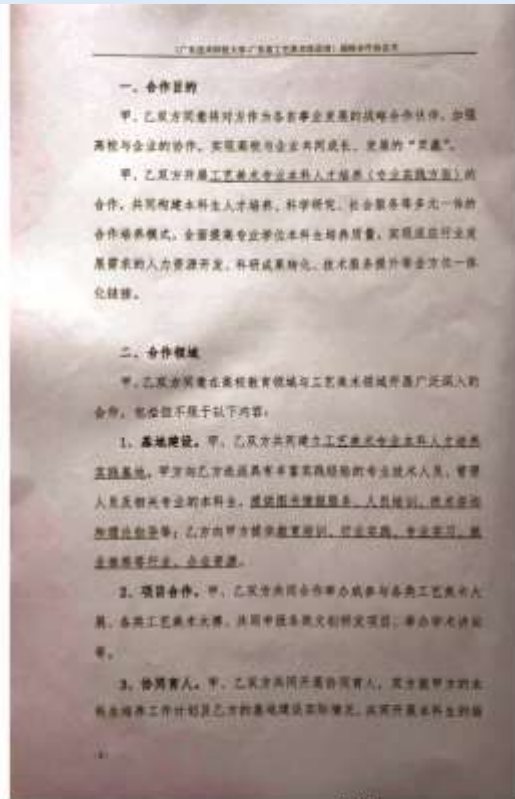 一、合作目的
甲、乙双方同意将对方作为各自事业发展的战略合作伙伴，加强
高校与企业的协作，实现高校与企业共同成长、发展的“双赢”。
甲、乙双方开展工艺美术专业本科人才培养（专业实践方面）的
合作，共同构建本科生人才培养、科学研究、社会服务等多元一体的
合作培养模式，全面提高专业学位本科生培养质量，实现适应行业发
展需求的人力资源开发、科研成果转化、技术服务提升等全方位一体
化链接。
二、合作领域
甲、乙双方同意在高校教育领域与工艺美术领域开展广泛深入的
合作，包括但不限于以下内容：
1、基地建设。甲、乙双方共同建立工艺美术专业本科人才培养
实践基地。甲方向乙方选派具有丰富实践经验的专业技术人员、管理
人员及相关专业的本科生，提供图书情报服务、人员培训、技术咨询
等；乙方向甲方提供教育培训、行业实践、专业实习、就
业推荐等行业、企业资源。
2、项目合作。甲、乙双方共同合作举办或参与各类工艺美术大
展、各类工艺美术大赛、共同申报各类文创研发项目、举办学术讲座
等。
3、协同育人。甲、乙双方共同开展协同育人，双方就甲方的本
科生培养工作计划及乙方的基地建设实际情况，共同开展本科生的